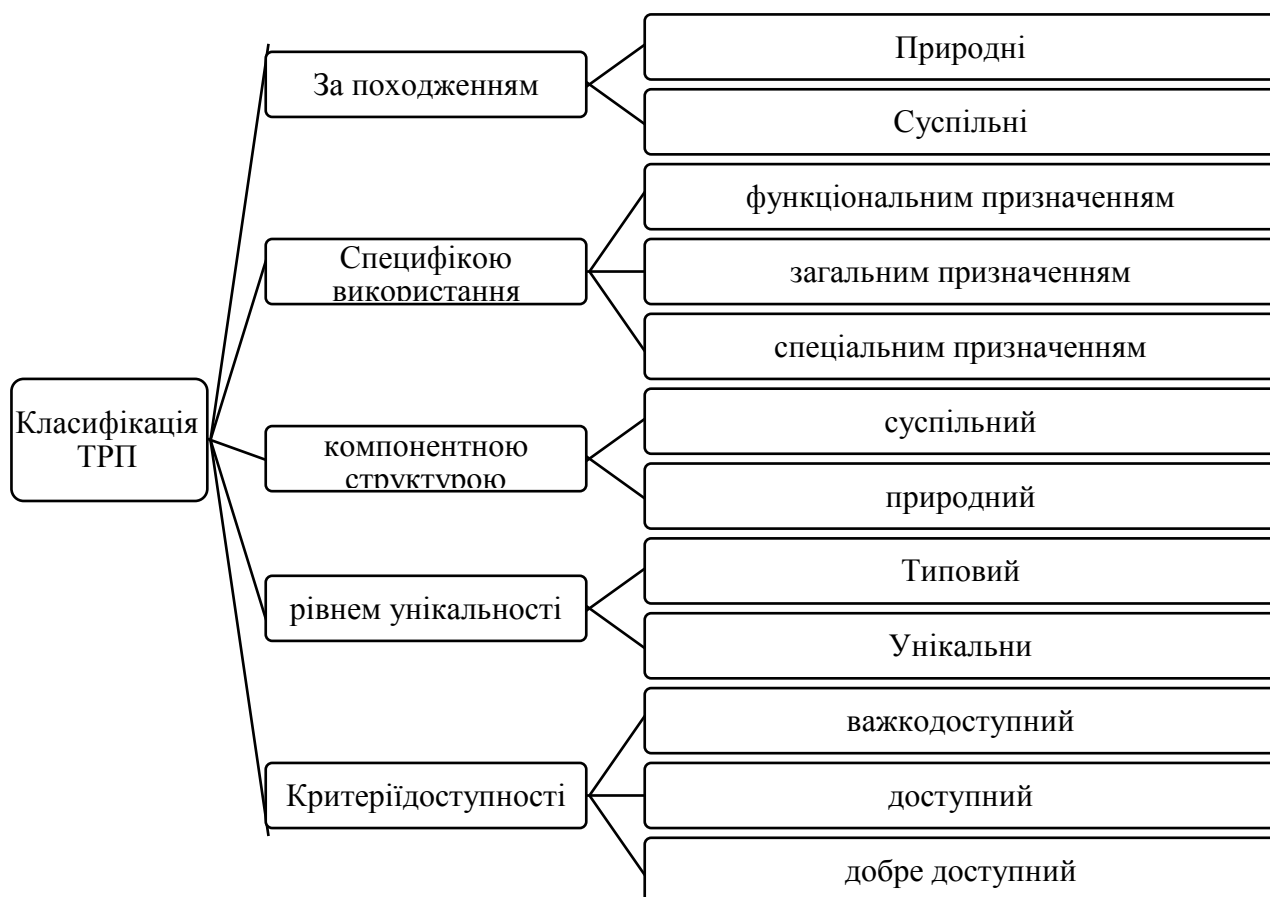 Класифікація
ТРП
За походженням
Природні
Суспільні
Специфікою
використання
функціональним призначенням
загальним призначенням
спеціальним призначенням
компонентною
структурою
суспільний
природний
рівнем унікальності
Типовий
Унікальни
Критеріїдоступності
важкодоступний
доступний
добре доступний